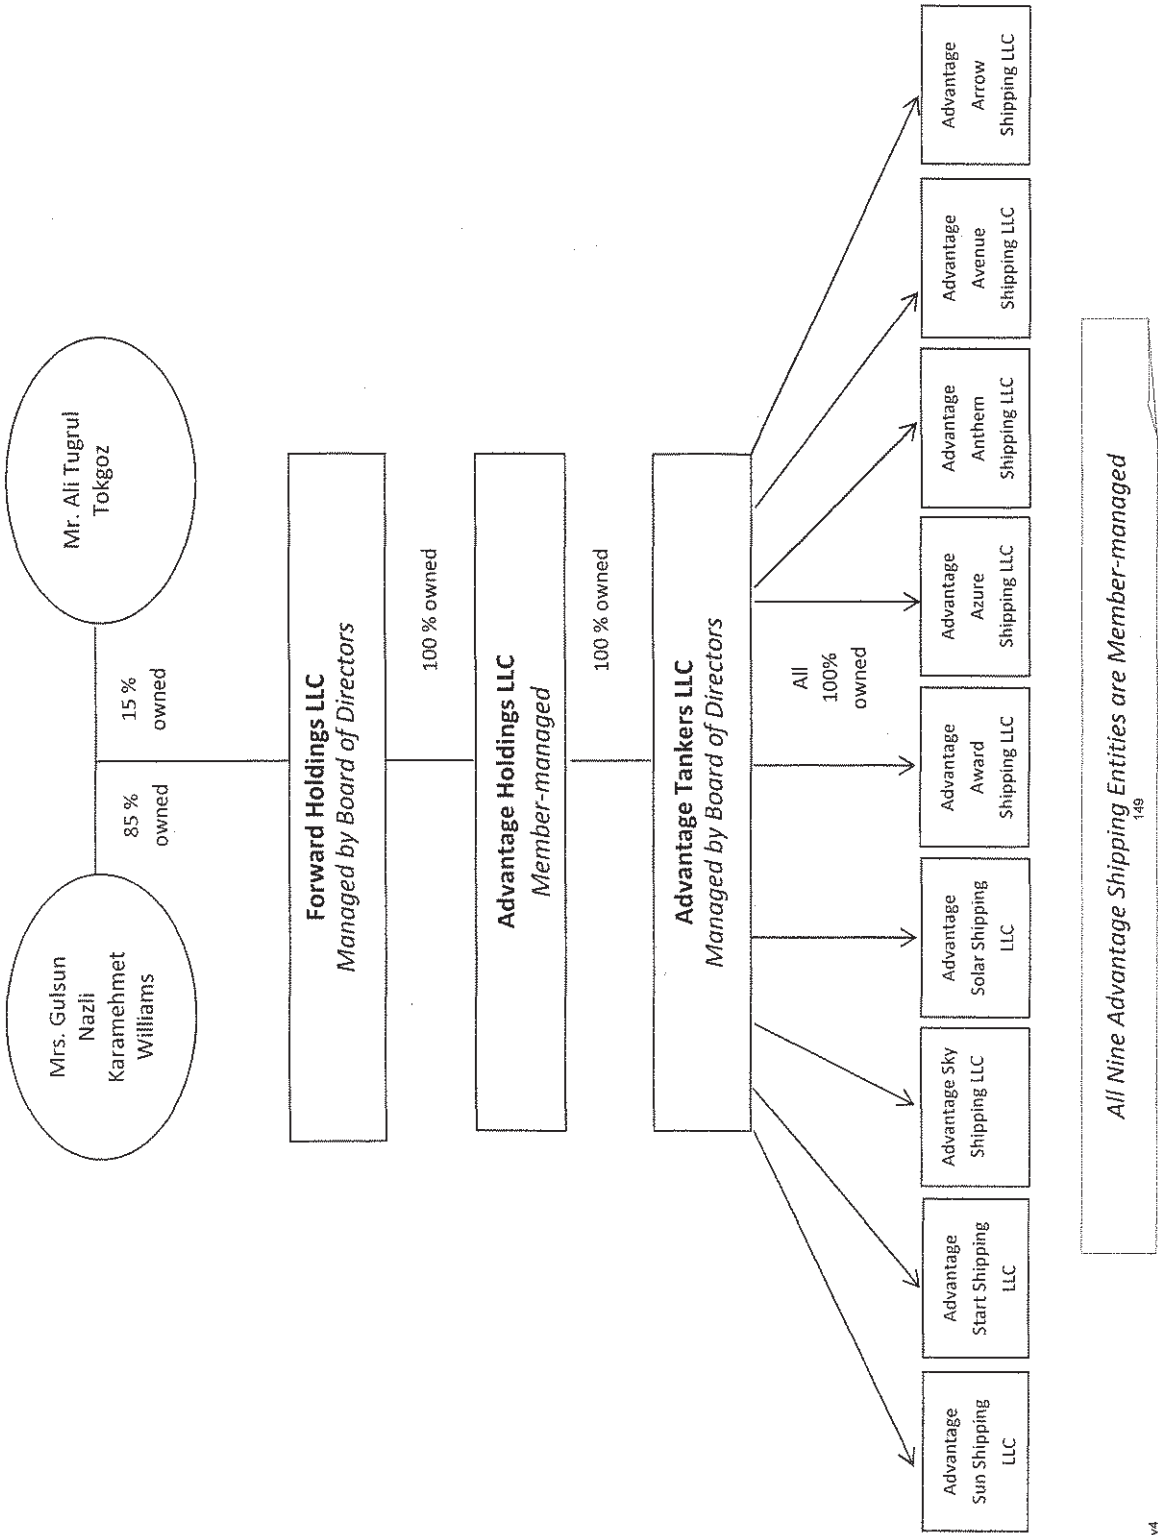 Mrs. Gulsun
Nazli
Karamehmet
Williams
85 %
owned
15 %
owned
Mr. Ali Tugrul
Tokgoz
Forward Holdings LLC
Managed by Board of Directors
100 % owned
Advantage Holdings LLC
Member-managed
100 % owned
Advantage Tankers LLC
Managed by Board of Directors
All
100%
owned
Advantage
Sun Shipping
LLC
Advantage
Start Shipping
LLC
Advantage Sky
Shipping LLC
Advantage
Solar Shipping
LLC
Advantage
Award
Shipping LLC
Advantage
Azure
Shipping LLC
Advantage
Anthem
Shipping LLC
Advantage
Avenue
Shipping LLC
Advantage
Arrow
Shipping LLC
All Nine Advantage Shipping Entities are Member-managed
149
v4